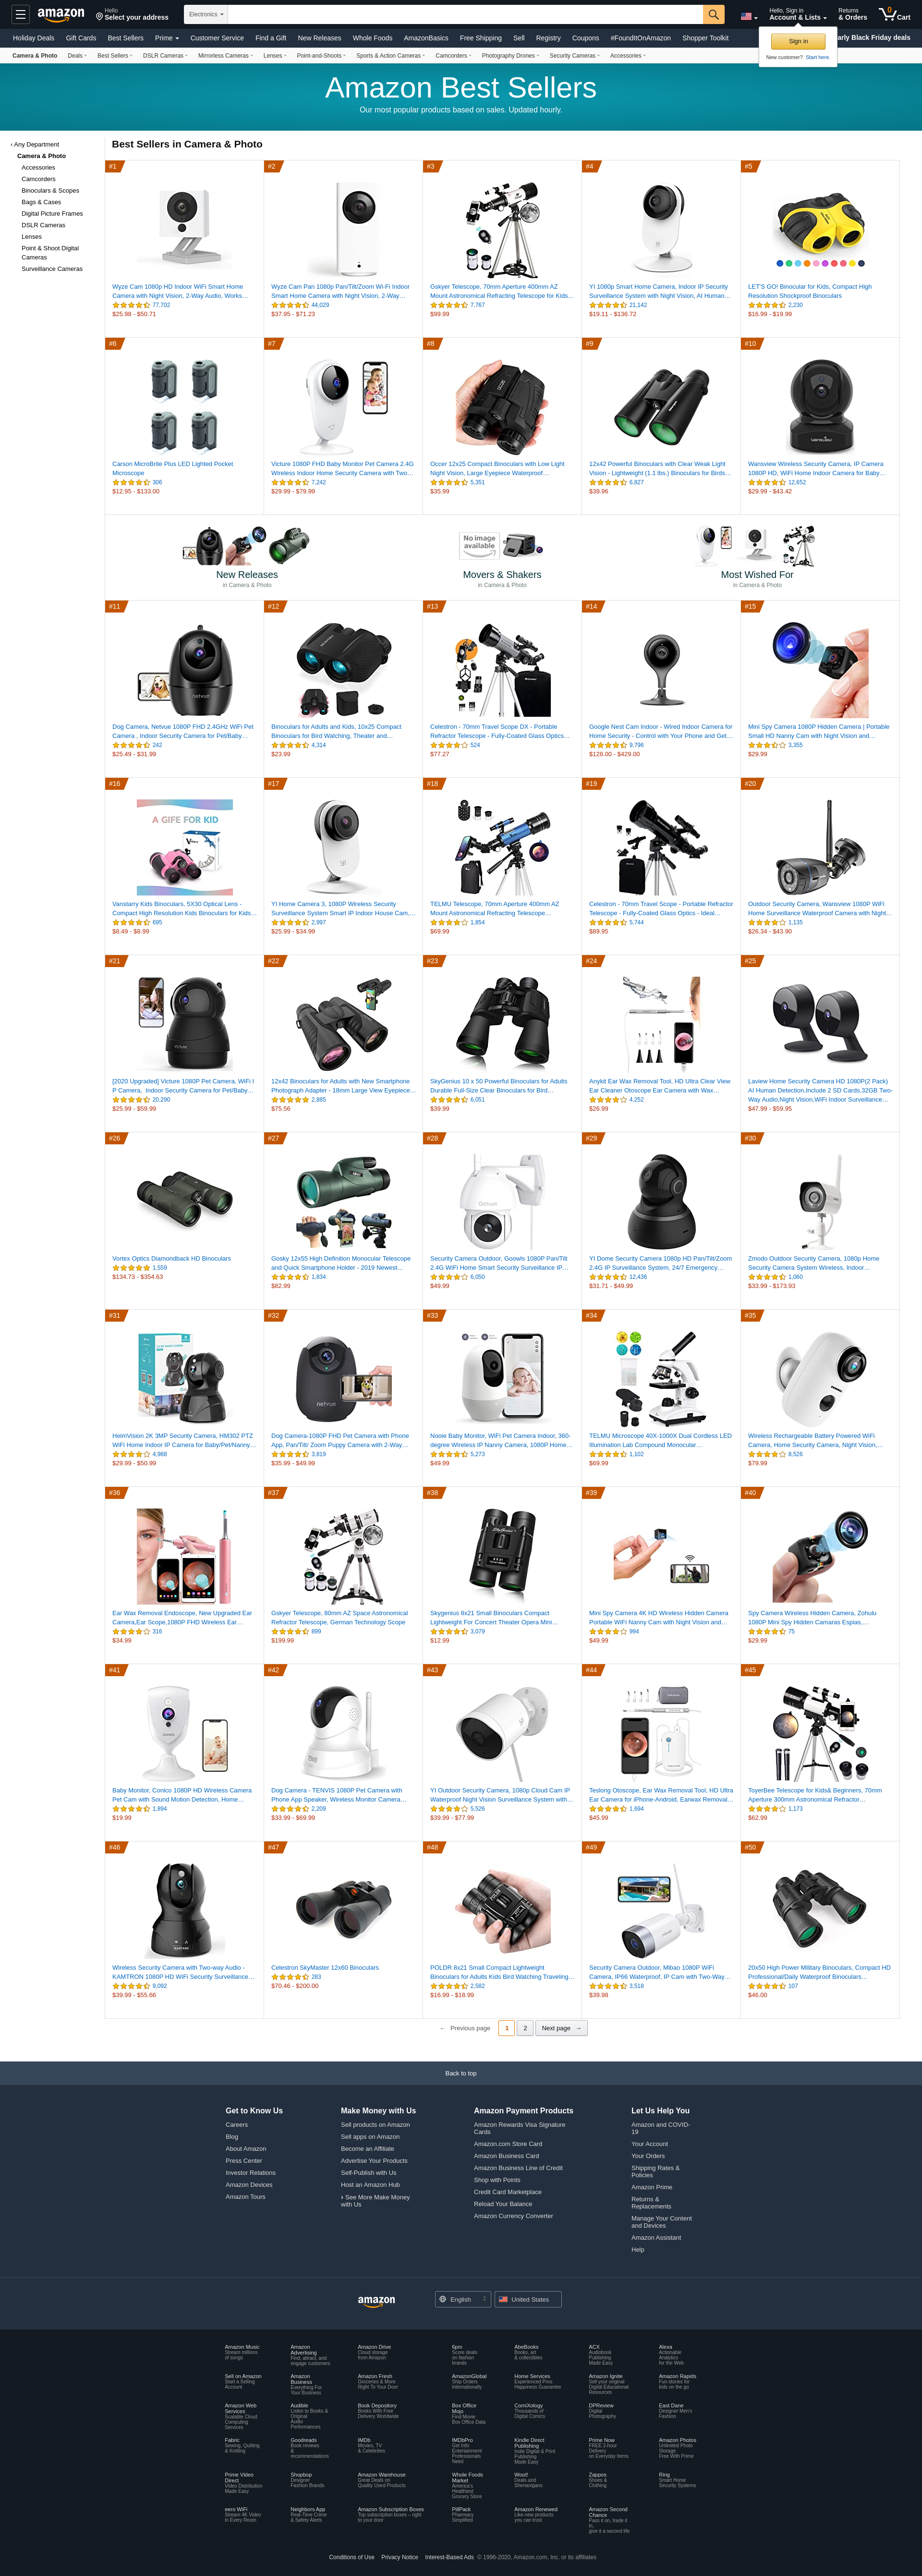 amazon
Hello
Select your address
Electronics
Hello, Sign in
Account & Lists
Returns
& Orders
0
Cart
Holiday Deals Gift Cards Best Sellers Prime Customer Service Find a Gift New Releases Whole Foods AmazonBasics Free Shipping Sell Registry Coupons #FoundItOnAmazon Shopper Toolkit
arly Black Friday deals
Sign in
New customer? Start here.
Camera & Photo Deals Best Sellers DSLR Cameras Mirrorless Cameras Lenses Point-and-Shoots Sports & Action Cameras Camcorders Photography Drones Security Cameras Accessories
Amazon Best Sellers
Our most popular products based on sales. Updated hourly.
‹ Any Department
Camera & Photo
Accessories
Camcorders
Binoculars & Scopes
Bags & Cases
Digital Picture Frames
DSLR Cameras
Lenses
Point & Shoot Digital
Cameras
Surveillance Cameras
Best Sellers in Camera & Photo
#1
Wyze Cam 1080p HD Indoor WiFi Smart Home
Camera with Night Vision, 2-Way Audio, Works…
77,702
$25.98 - $50.71
#2
Wyze Cam Pan 1080p Pan/Tilt/Zoom Wi-Fi Indoor
Smart Home Camera with Night Vision, 2-Way…
44,029
$37.95 - $71.23
#3
Gskyer Telescope, 70mm Aperture 400mm AZ
Mount Astronomical Refracting Telescope for Kids…
7,767
$99.99
#4
YI 1080p Smart Home Camera, Indoor IP Security
Surveillance System with Night Vision, AI Human…
21,142
$19.11 - $136.72
#5
LET'S GO! Binocular for Kids, Compact High
Resolution Shockproof Binoculars
2,230
$16.99 - $19.99
#6
Carson MicroBrite Plus LED Lighted Pocket
Microscope
306
$12.95 - $133.00
#7
Victure 1080P FHD Baby Monitor Pet Camera 2.4G
Wireless Indoor Home Security Camera with Two…
7,242
$29.99 - $79.99
#8
Occer 12x25 Compact Binoculars with Low Light
Night Vision, Large Eyepiece Waterproof…
5,351
$35.99
#9
12x42 Powerful Binoculars with Clear Weak Light
Vision - Lightweight (1.1 lbs.) Binoculars for Birds…
6,827
$39.96
#10
Wansview Wireless Security Camera, IP Camera
1080P HD, WiFi Home Indoor Camera for Baby…
12,652
$29.99 - $43.42
New Releases
in Camera & Photo
No image
available
Movers & Shakers
in Camera & Photo
Most Wished For
in Camera & Photo
#11
netvue
Dog Camera, Netvue 1080P FHD 2.4GHz WiFi Pet
Camera , Indoor Security Camera for Pet/Baby…
242
$25.49 - $31.99
#12
Binoculars for Adults and Kids, 10x25 Compact
Binoculars for Bird Watching, Theater and…
4,314
$23.99
#13
Celestron - 70mm Travel Scope DX - Portable
Refractor Telescope - Fully-Coated Glass Optics…
524
$77.27
#14
Google Nest Cam Indoor - Wired Indoor Camera for
Home Security - Control with Your Phone and Get…
9,796
$128.00 - $429.00
#15
Mini Spy Camera 1080P Hidden Camera | Portable
Small HD Nanny Cam with Night Vision and…
3,355
$29.99
#16
A GIFE FOR KID
Vanstarry Kids Binoculars, 5X30 Optical Lens -
Compact High Resolution Kids Binoculars for Kids…
695
$8.49 - $8.99
#17
YI Home Security Camera 3, 1080P Wireless Security
Surveillance System Smart IP Indoor House Cam,…
2,997
$25.99 - $34.99
#18
TELMU Telescope, 70mm Aperture 400mm AZ
Mount Astronomical Refracting Telescope…
1,854
$69.99
#19
Celestron - 70mm Travel Scope - Portable Refractor
Telescope - Fully-Coated Glass Optics - Ideal…
5,744
$89.95
#20
Outdoor Security Camera, Wansview 1080P WiFi
Home Surveillance Waterproof Camera with Night…
1,135
$26.34 - $43.90
#21
[2020 Upgraded] Victure 1080P Pet Camera, WiFi I
P Camera, Indoor Security Camera for Pet/Baby…
20,290
$25.99 - $59.99
#22
12x42 Binoculars for Adults with New Smartphone
Photograph Adapter - 18mm Large View Eyepiece…
2,885
$75.56
#23
SkyGenius 10 x 50 Powerful Binoculars for Adults
Durable Full-Size Clear Binoculars for Bird…
6,051
$39.99
#24
Anykit Ear Wax Removal Tool, HD Ultra Clear View
Ear Cleaner Otoscope Ear Camera with Wax…
4,252
$26.99
#25
Laview Home Security Camera HD 1080P(2 Pack)
AI Human Detection,Include 2 SD Cards,32GB Two-
Way Audio,Night Vision,WiFi Indoor Surveillance…
$47.99 - $59.95
#26
Vortex Optics Diamondback HD Binoculars
1,559
$134.73 - $354.63
#27
Gosky 12x55 High Definition Monocular Telescope
and Quick Smartphone Holder - 2019 Newest…
1,834
$82.99
#28
Security Camera Outdoor, Goowls 1080P Pan/Tilt
2.4G WiFi Home Smart Security Surveillance IP…
6,050
$49.99
#29
YI Dome Security Camera 1080p HD Pan/Tilt/Zoom
2.4G IP Surveillance System, 24/7 Emergency…
12,436
$31.71 - $49.99
#30
Zmodo Outdoor Security Camera, 1080p Home
Security Camera System Wireless, Indoor…
1,060
$33.99 - $173.93
#31
HeimVision 2K 3MP Security Camera, HM302 PTZ
WiFi Home Indoor IP Camera for Baby/Pet/Nanny…
4,988
$29.99 - $50.99
#32
netvue
Dog Camera-1080P FHD Pet Camera with Phone
App, Pan/Tilt/ Zoom Puppy Camera with 2-Way…
3,819
$35.99 - $49.99
#33
Nooie Baby Monitor, WiFi Pet Camera Indoor, 360-
degree Wireless IP Nanny Camera, 1080P Home…
5,273
$49.99
#34
TELMU Microscope 40X-1000X Dual Cordless LED
Illumination Lab Compound Monocular…
1,102
$69.99
#35
Wireless Rechargeable Battery Powered WiFi
Camera, Home Security Camera, Night Vision,…
8,526
$79.99
#36
Ear Wax Removal Endoscope, New Upgraded Ear
Camera,Ear Scope,1080P FHD Wireless Ear…
316
$34.99
#37
Gskyer Telescope, 80mm AZ Space Astronomical
Refractor Telescope, German Technology Scope
899
$199.99
#38
Skygenius 8x21 Small Binoculars Compact
Lightweight For Concert Theater Opera Mini…
3,079
$12.99
#39
Mini Spy Camera 4K HD Wireless Hidden Camera
Portable WiFi Nanny Cam with Night Vision and…
994
$49.99
#40
Spy Camera Wireless Hidden Camera, Zohulu
1080P Mini Spy Hidden Camaras Espias,…
75
$29.99
#41
Baby Monitor, Conico 1080P HD Wireless Camera
Pet Cam with Sound Motion Detection, Home…
1,894
$19.99
#42
Dog Camera - TENVIS 1080P Pet Camera with
Phone App Speaker, Wireless Monitor Camera…
2,209
$33.99 - $69.99
#43
YI Outdoor Security Camera, 1080p Cloud Cam IP
Waterproof Night Vision Surveillance System with…
5,526
$39.99 - $77.99
#44
Teslong Otoscope, Ear Wax Removal Tool, HD Ultra
Ear Camera for iPhone-Android, Earwax Removal…
1,694
$45.99
#45
ToyerBee Telescope for Kids& Beginners, 70mm
Aperture 300mm Astronomical Refractor…
1,173
$62.99
#46
Wireless Security Camera with Two-way Audio -
KAMTRON 1080P HD WiFi Security Surveillance…
9,092
$39.99 - $55.66
#47
Celestron SkyMaster 12x60 Binoculars
283
$70.46 - $200.00
#48
POLDR 8x21 Small Compact Lightweight
Binoculars for Adults Kids Bird Watching Traveling…
2,582
$16.99 - $18.99
#49
Security Camera Outdoor, Mibao 1080P WiFi
Camera, IP66 Waterproof, IP Cam with Two-Way…
3,518
$39.98
#50
20x50 High Power Military Binoculars, Compact HD
Professional/Daily Waterproof Binoculars…
107
$46.00
← Previous page 1 2 Next page →
Back to top
Get to Know Us
Careers
Blog
About Amazon
Press Center
Investor Relations
Amazon Devices
Amazon Tours
Make Money with Us
Sell products on Amazon
Sell apps on Amazon
Become an Affiliate
Advertise Your Products
Self-Publish with Us
Host an Amazon Hub
› See More Make Money
with Us
Amazon Payment Products
Amazon Rewards Visa Signature
Cards
Amazon.com Store Card
Amazon Business Card
Amazon Business Line of Credit
Shop with Points
Credit Card Marketplace
Reload Your Balance
Amazon Currency Converter
Let Us Help You
Amazon and COVID-
19
Your Account
Your Orders
Shipping Rates &
Policies
Amazon Prime
Returns &
Replacements
Manage Your Content
and Devices
Amazon Assistant
Help
amazon
English
United States
Amazon Music
Stream millions
of songs
Amazon
Advertising
Find, attract, and
engage customers
Amazon Drive
Cloud storage
from Amazon
6pm
Score deals
on fashion
brands
AbeBooks
Books, art
& collectibles
ACX
Audiobook
Publishing
Made Easy
Alexa
Actionable
Analytics
for the Web
Sell on Amazon
Start a Selling
Account
Amazon
Business
Everything For
Your Business
Amazon Fresh
Groceries & More
Right To Your Door
AmazonGlobal
Ship Orders
Internationally
Home Services
Experienced Pros
Happiness Guarantee
Amazon Ignite
Sell your original
Digital Educational
Resources
Amazon Rapids
Fun stories for
kids on the go
Amazon Web
Services
Scalable Cloud
Computing
Services
Audible
Listen to Books &
Original
Audio
Performances
Book Depository
Books With Free
Delivery Worldwide
Box Office
Mojo
Find Movie
Box Office Data
ComiXology
Thousands of
Digital Comics
DPReview
Digital
Photography
East Dane
Designer Men's
Fashion
Fabric
Sewing, Quilting
& Knitting
Goodreads
Book reviews
&
recommendations
IMDb
Movies, TV
& Celebrities
IMDbPro
Get Info
Entertainment
Professionals
Need
Kindle Direct
Publishing
Indie Digital & Print
Publishing
Made Easy
Prime Now
FREE 2-hour
Delivery
on Everyday Items
Amazon Photos
Unlimited Photo
Storage
Free With Prime
Prime Video
Direct
Video Distribution
Made Easy
Shopbop
Designer
Fashion Brands
Amazon Warehouse
Great Deals on
Quality Used Products
Whole Foods
Market
America's
Healthiest
Grocery Store
Woot!
Deals and
Shenanigans
Zappos
Shoes &
Clothing
Ring
Smart Home
Security Systems
eero WiFi
Stream 4K Video
in Every Room
Neighbors App
Real-Time Crime
& Safety Alerts
Amazon Subscription Boxes
Top subscription boxes – right
to your door
PillPack
Pharmacy
Simplified
Amazon Renewed
Like-new products
you can trust
Amazon Second
Chance
Pass it on, trade it
in,
give it a second life
Conditions of Use Privacy Notice Interest-Based Ads © 1996-2020, Amazon.com, Inc. or its affiliates